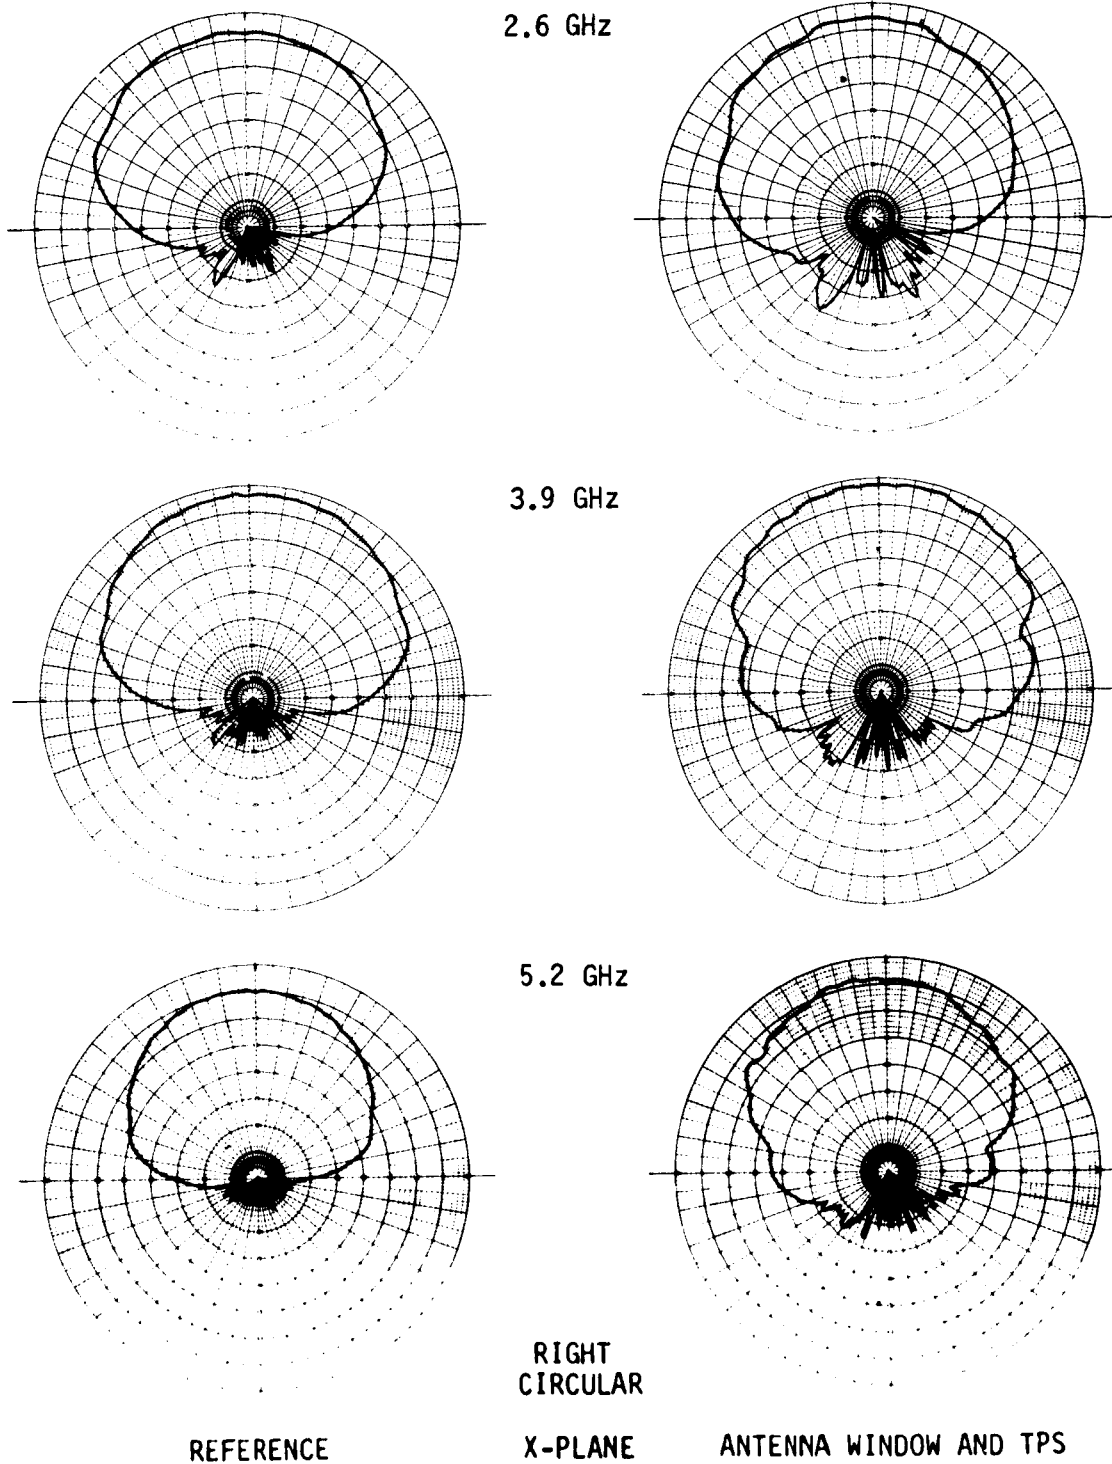 2.6 GHz
3.9 GHz
5.2 GHz
RIGHT
CIRCULAR
REFERENCE
X-PLANE
ANTENNA WINDOW AND TPS